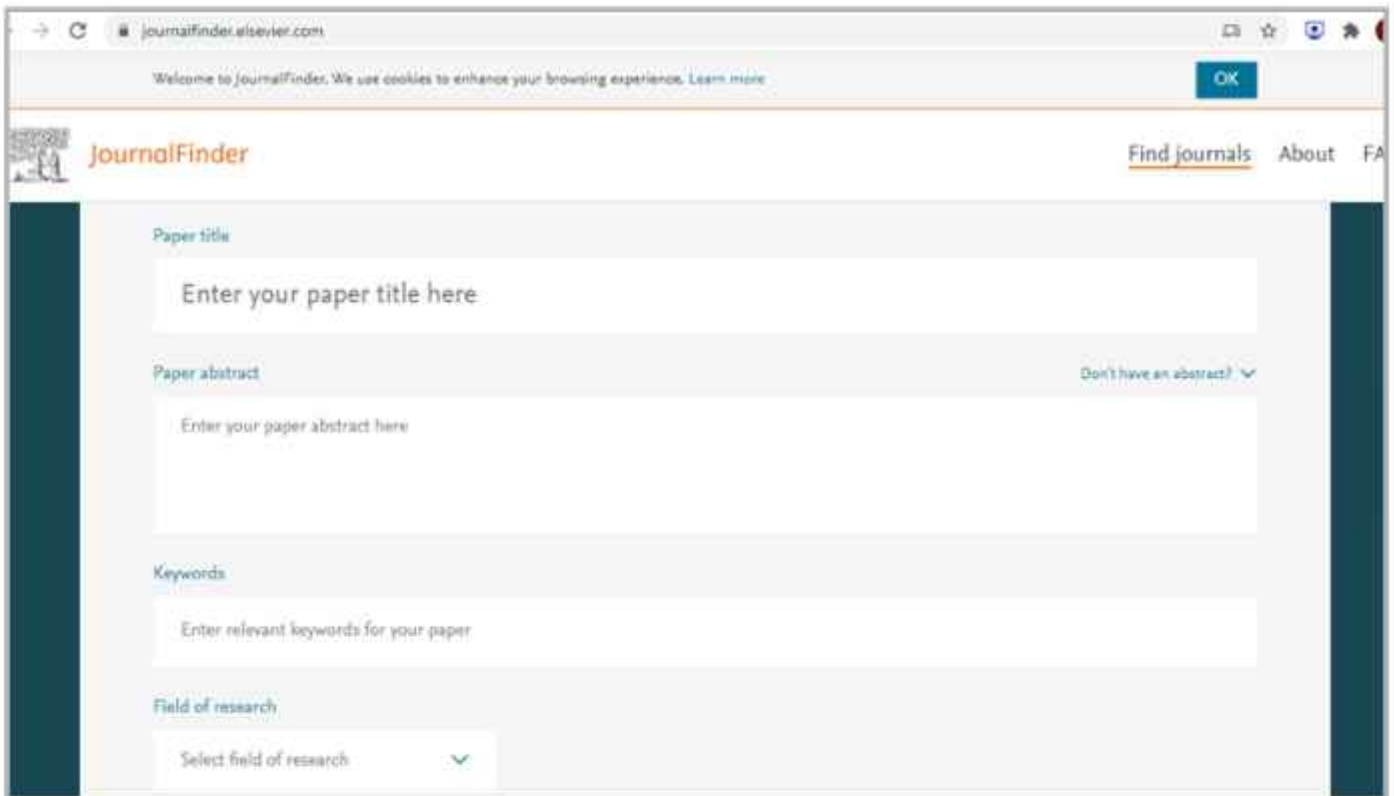 journalfinder.elsevier.com
Welcome to JournalFinder. We use cookies to enhance your browsing experience. Learn more
OK
JournalFinder
Find journals About FA
Paper title
Enter your paper title here
Paper abstract
Don't have an abstract?
Enter your paper abstract here
Keywords
Enter relevant keywords for your paper
Field of research
Select field of research